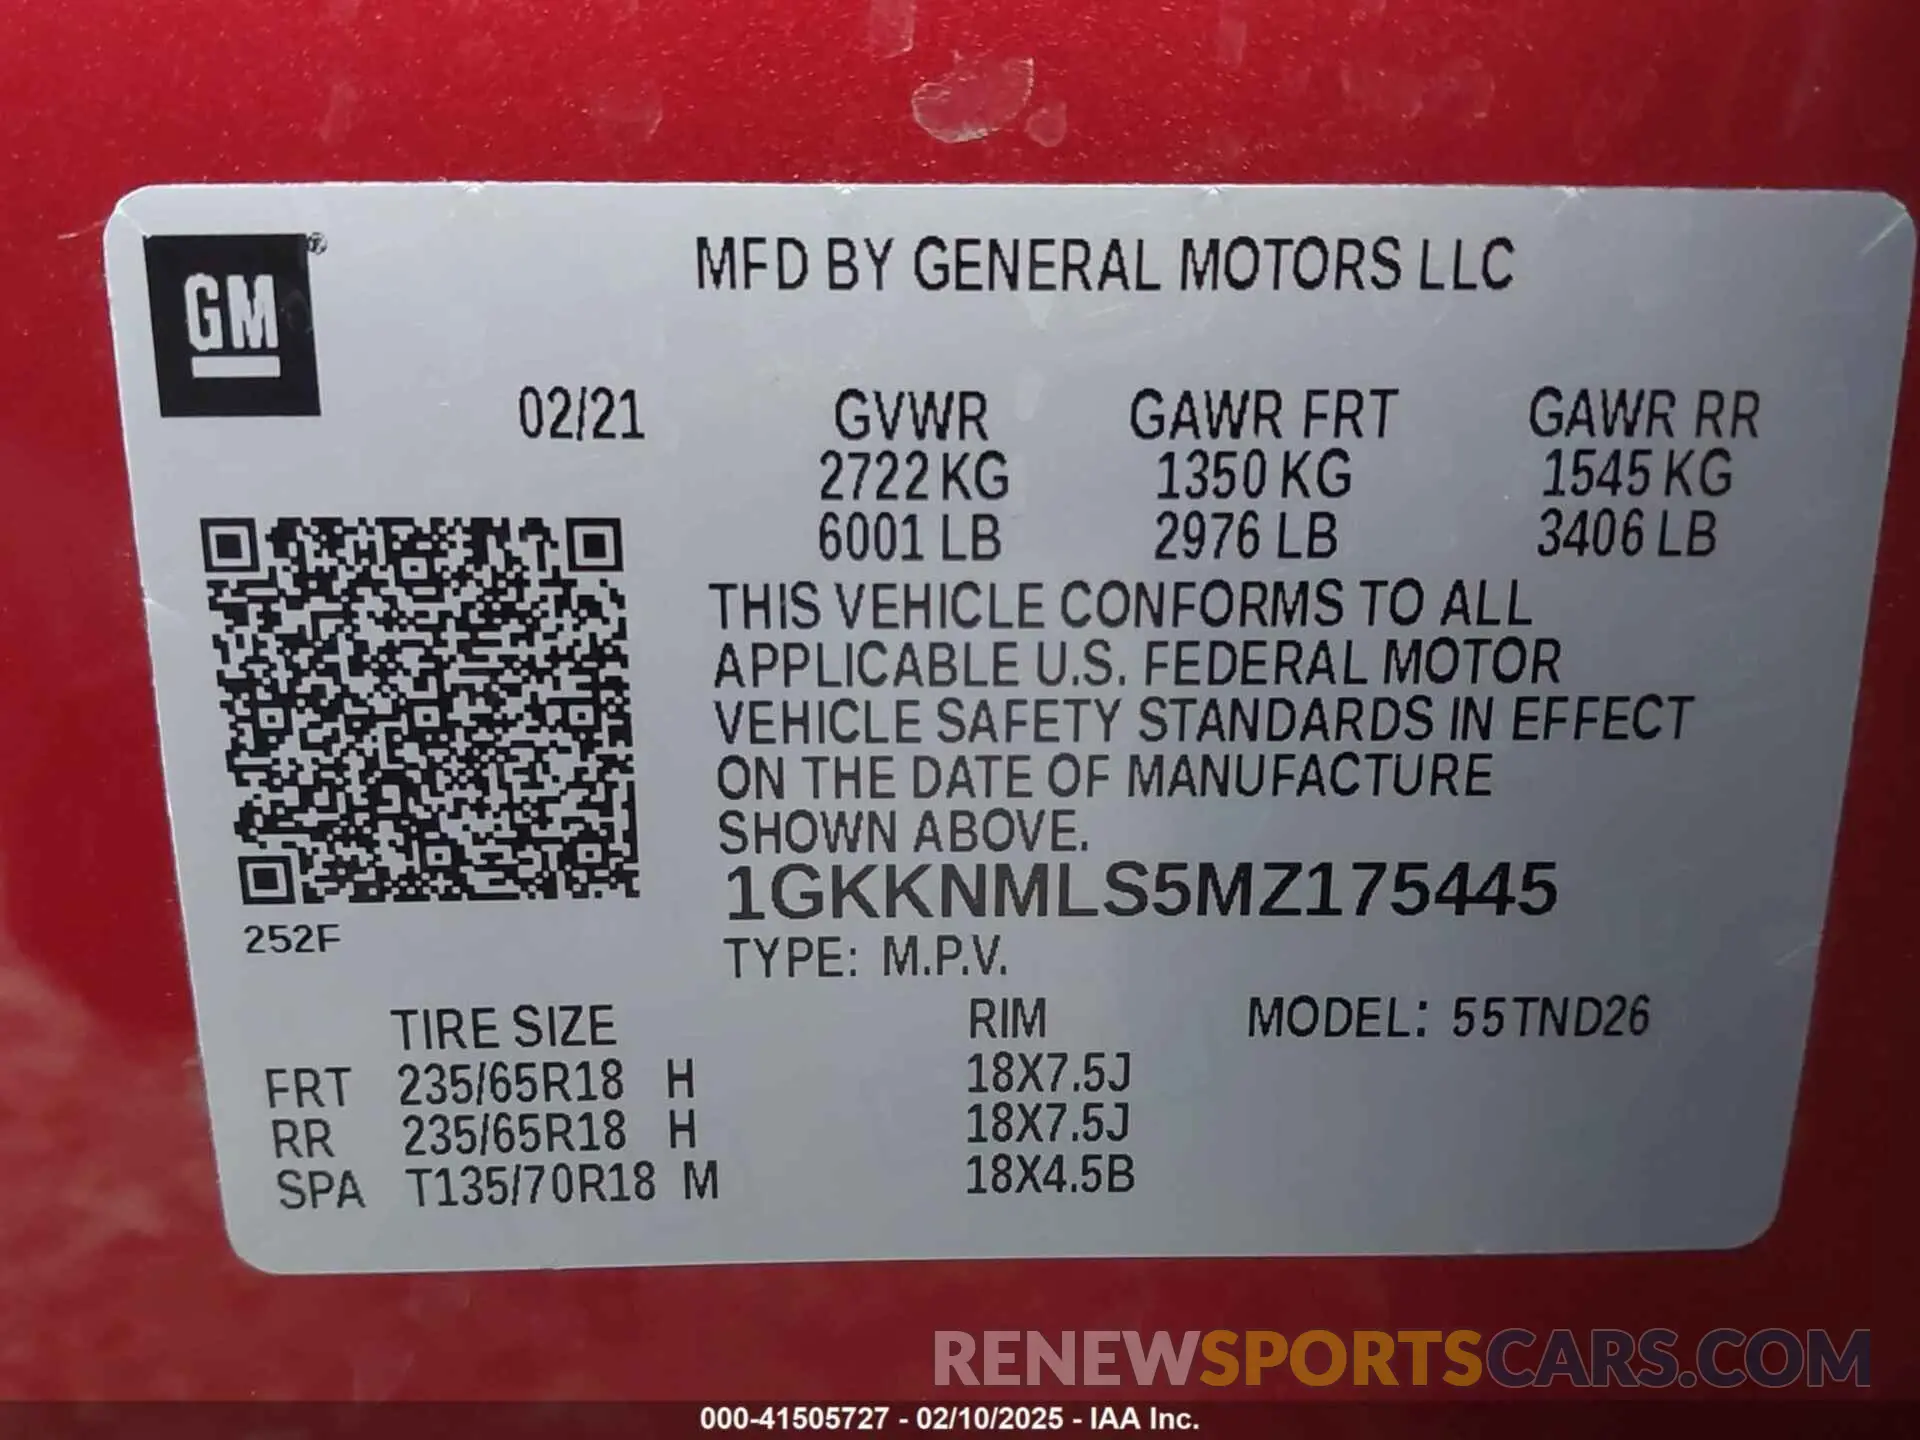 GM ®
MFD BY GENERAL MOTORS LLC
02/21 GVWR GAWR FRT GAWR RR
2722 KG 1350 KG 1545 KG
6001 LB 2976 LB 3406 LB
THIS VEHICLE CONFORMS TO ALL
APPLICABLE U.S. FEDERAL MOTOR
VEHICLE SAFETY STANDARDS IN EFFECT
ON THE DATE OF MANUFACTURE
SHOWN ABOVE.
1GKKNMLS5MZ175445
252F
TYPE: M.P.V.
TIRE SIZE RIM MODEL: 55TND26
FRT 235/65R18 H 18X7.5J
RR 235/65R18 H 18X7.5J
SPA T135/70R18 M 18X4.5B
RENEWSPORTSCARS.COM
000-41505727 - 02/10/2025 - IAA Inc.